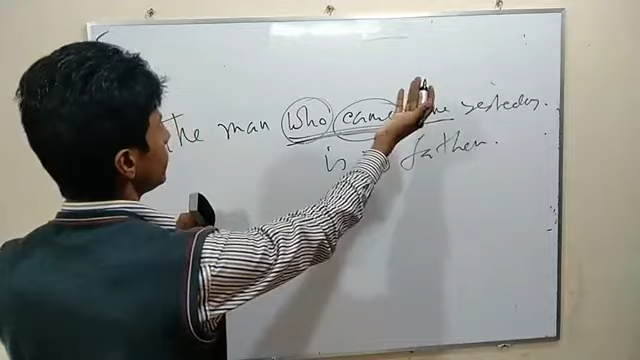 the man who came yesterday.
is father.